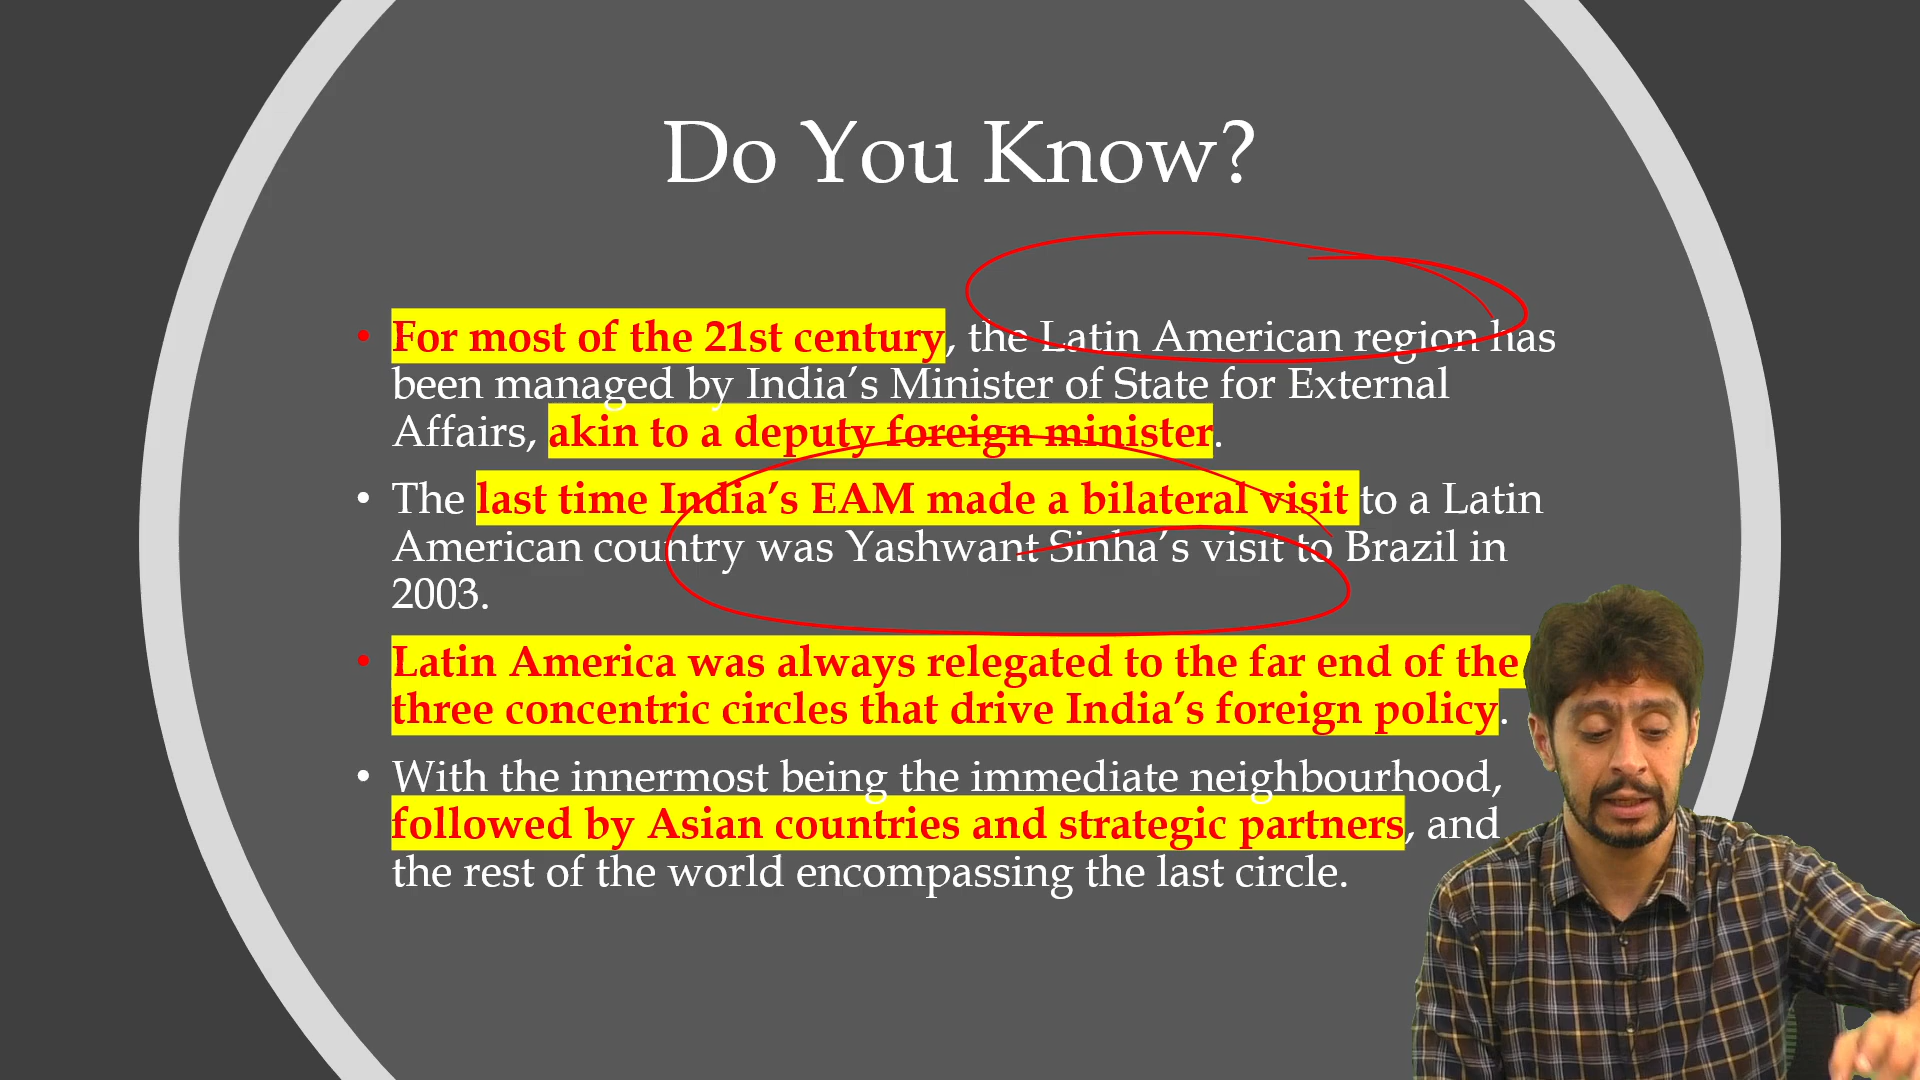 Do You Know?
• For most of the 21st century, the Latin American region has
been managed by India’s Minister of State for External
Affairs, akin to a deputy foreign minister.
• The last time India’s EAM made a bilateral visit to a Latin
American country was Yashwant Sinha’s visit to Brazil in
2003.
• Latin America was always relegated to the far end of the
three concentric circles that drive India’s foreign policy.
• With the innermost being the immediate neighbourhood,
followed by Asian countries and strategic partners, and
the rest of the world encompassing the last circle.